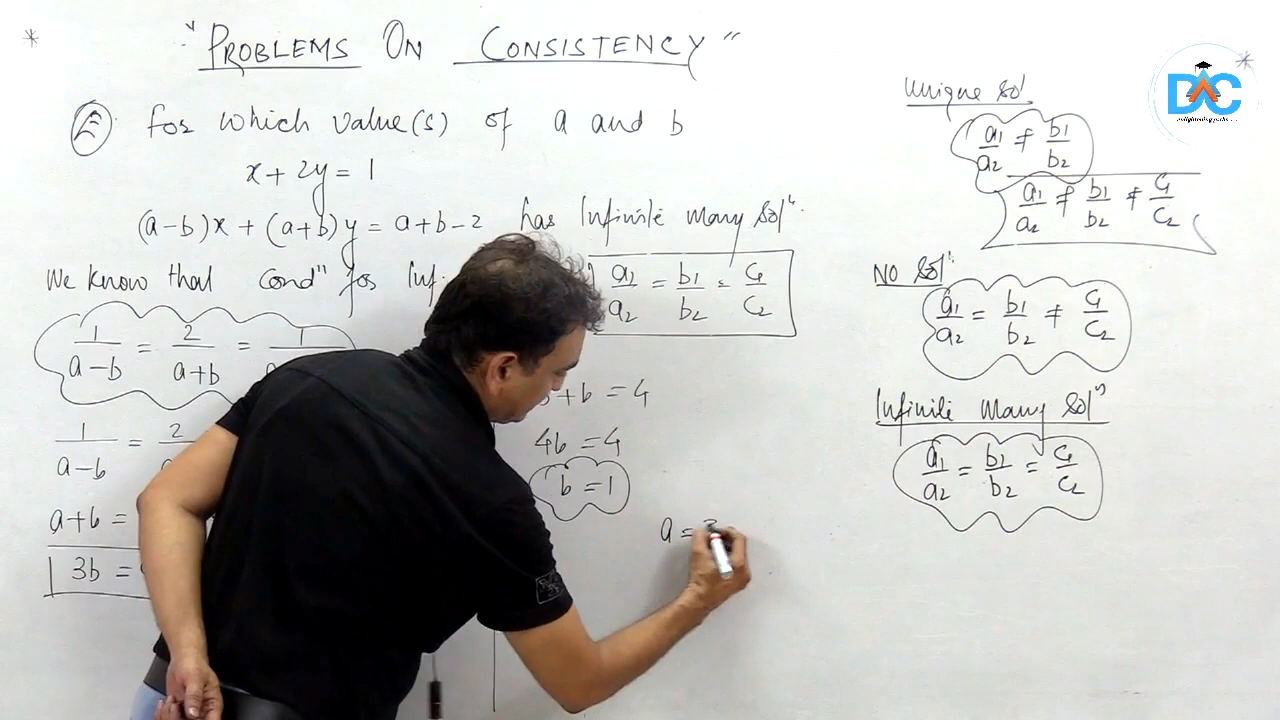 "PROBLEMS ON CONSISTENCY"
for which value(s) of a and b
x + 2y = 1
(a-b)x + (a+b)y = a+b-2 has Infinite many sol^n.
We know that cond^n for Inf
a1/a2 = b1/b2 = c1/c2
1/(a-b) = 2/(a+b) = 1
1/(a-b) = 2
a+b =
3b =
+b = 4
4b = 4
b = 1
a =
Unique sol
a1/a2 ≠ b1/b2
a1/a2 ≠ b1/b2 ≠ c1/c2
NO Sol^n
a1/a2 = b1/b2 ≠ c1/c2
Infinite Many Sol^n
a1/a2 = b1/b2 = c1/c2
DAC